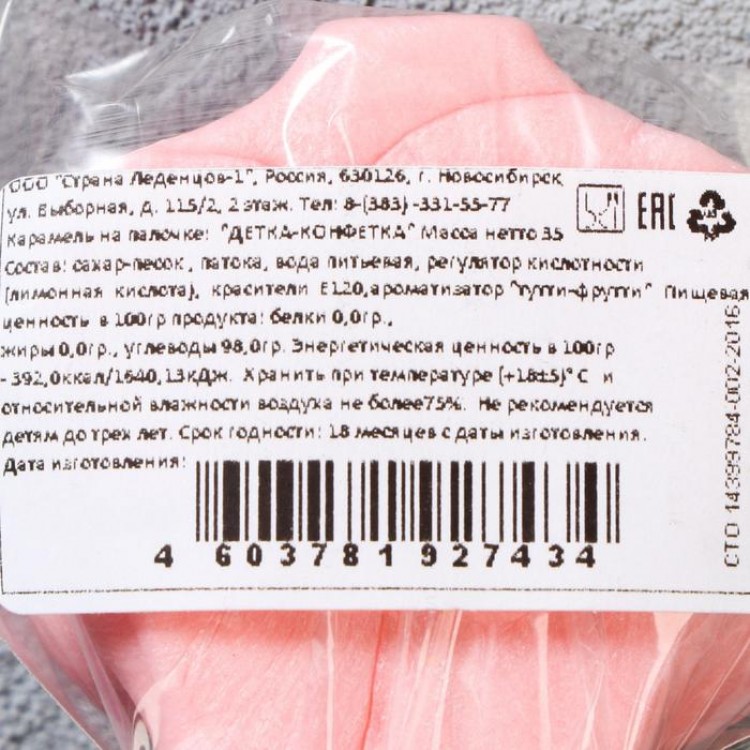 ООО "Страна Леденцов-1", Россия, 630126, г. Новосибирск
ул. Выборная, д. 115/2, 2 этаж. Тел: 8-(383) -331-55-77
Карамель на палочке: "ДЕТКА-КОНФЕТКА" Масса нетто 35
Состав: сахар-песок, патока, вода питьевая, регулятор кислотности
(лимонная кислота), красители Е120,ароматизатор "тутти-фрутти" Пищевая
ценность в 100гр продукта: белки 0,0гр.,
жиры 0,0гр., углеводы 98,0гр. Энергетическая ценность в 100гр
- 392,0ккал/1640,13кДж. Хранить при температуре (+18±5)°С и
относительной влажности воздуха не более75%. Не рекомендуется
детям до трех лет. Срок годности: 18 месяцев с даты изготовления.
Дата изготовления:
4 603781 927434
ЕАС
СТО 14399784-002-2016